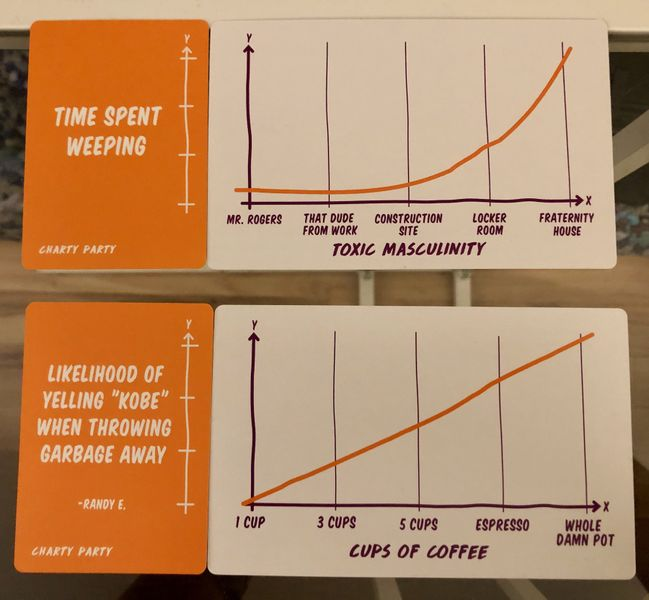 Y
TIME SPENT
WEEPING
CHARTY PARTY
Y
X
MR. ROGERS
THAT DUDE
FROM WORK
CONSTRUCTION
SITE
LOCKER
ROOM
FRATERNITY
HOUSE
TOXIC MASCULINITY
Y
LIKELIHOOD OF
YELLING "KOBE"
WHEN THROWING
GARBAGE AWAY
-RANDY E.
CHARTY PARTY
Y
X
1 CUP
3 CUPS
5 CUPS
ESPRESSO
WHOLE
DAMN POT
CUPS OF COFFEE